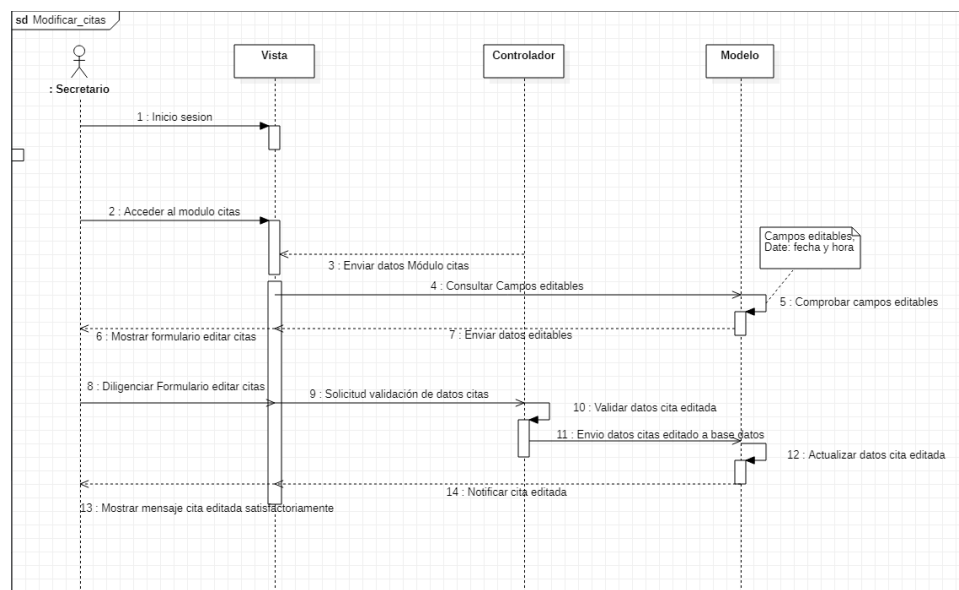 sd Modificar_citas
Vista
Controlador
Modelo
: Secretario
1 : Inicio sesion
2 : Acceder al modulo citas
Campos editables,
Date: fecha y hora
3 : Enviar datos Módulo citas
4 : Consultar Campos editables
5 : Comprobar campos editables
6 : Mostrar formulario editar citas
7 : Enviar datos editables
8 : Diligenciar Formulario editar citas
9 : Solicitud validación de datos citas
10 : Validar datos cita editada
11 : Envio datos citas editado a base datos
12 : Actualizar datos cita editada
14 : Notificar cita editada
13 : Mostrar mensaje cita editada satisfactoriamente